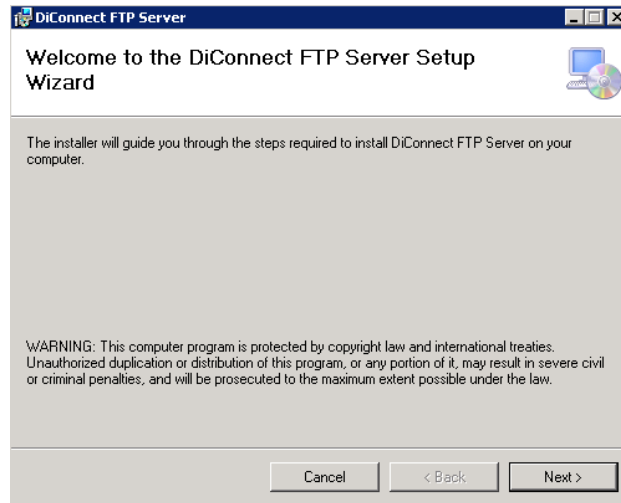 DiConnect FTP Server
Welcome to the DiConnect FTP Server Setup
Wizard
The installer will guide you through the steps required to install DiConnect FTP Server on your
computer.
WARNING: This computer program is protected by copyright law and international treaties.
Unauthorized duplication or distribution of this program, or any portion of it, may result in severe civil
or criminal penalties, and will be prosecuted to the maximum extent possible under the law.
Cancel < Back Next >